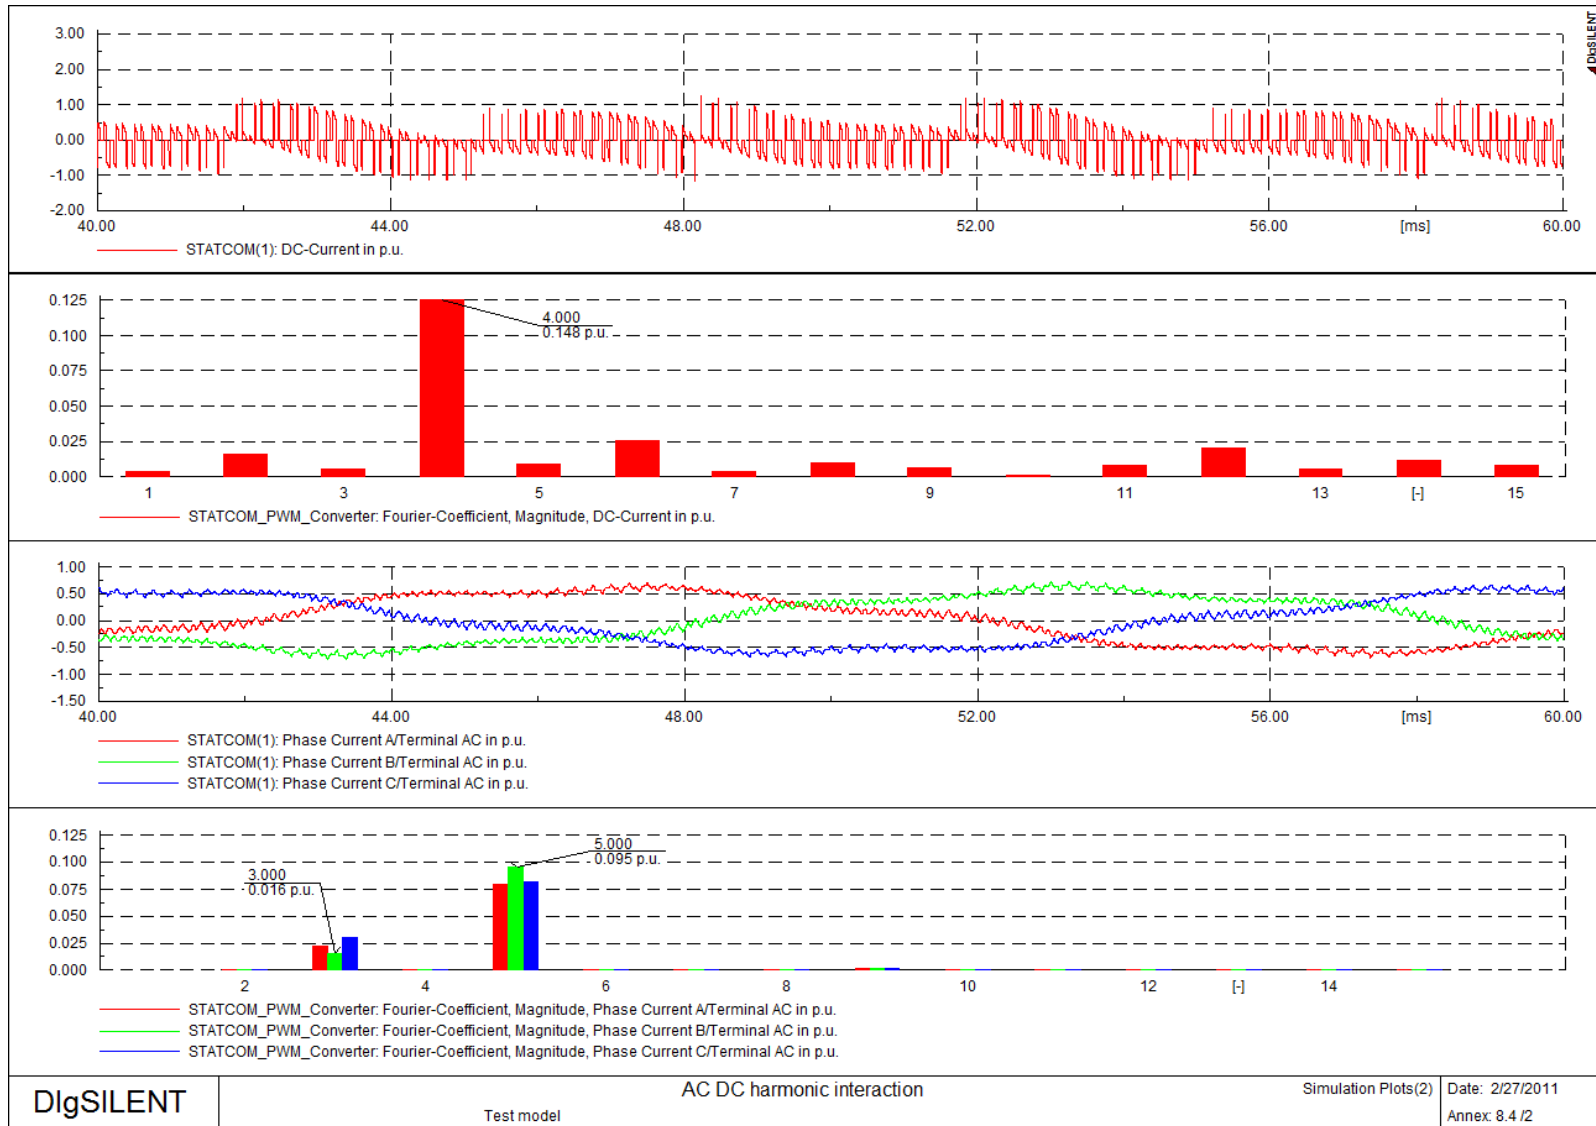 DIgSILENT
3.00
2.00
1.00
0.00
-1.00
-2.00
40.00 44.00 48.00 52.00 56.00 [ms] 60.00
STATCOM(1): DC-Current in p.u.
0.125
0.100
0.075
0.050
0.025
0.000
4.000
0.148 p.u.
1 3 5 7 9 11 13 [-] 15
STATCOM_PWM_Converter: Fourier-Coefficient, Magnitude, DC-Current in p.u.
1.00
0.50
0.00
-0.50
-1.00
-1.50
40.00 44.00 48.00 52.00 56.00 [ms] 60.00
STATCOM(1): Phase Current A/Terminal AC in p.u.
STATCOM(1): Phase Current B/Terminal AC in p.u.
STATCOM(1): Phase Current C/Terminal AC in p.u.
0.125
0.100
0.075
0.050
0.025
0.000
3.000
0.016 p.u.
5.000
0.095 p.u.
2 4 6 8 10 12 [-] 14
STATCOM_PWM_Converter: Fourier-Coefficient, Magnitude, Phase Current A/Terminal AC in p.u.
STATCOM_PWM_Converter: Fourier-Coefficient, Magnitude, Phase Current B/Terminal AC in p.u.
STATCOM_PWM_Converter: Fourier-Coefficient, Magnitude, Phase Current C/Terminal AC in p.u.
DIgSILENT
AC DC harmonic interaction
Test model
Simulation Plots(2)
Date: 2/27/2011
Annex: 8.4 /2